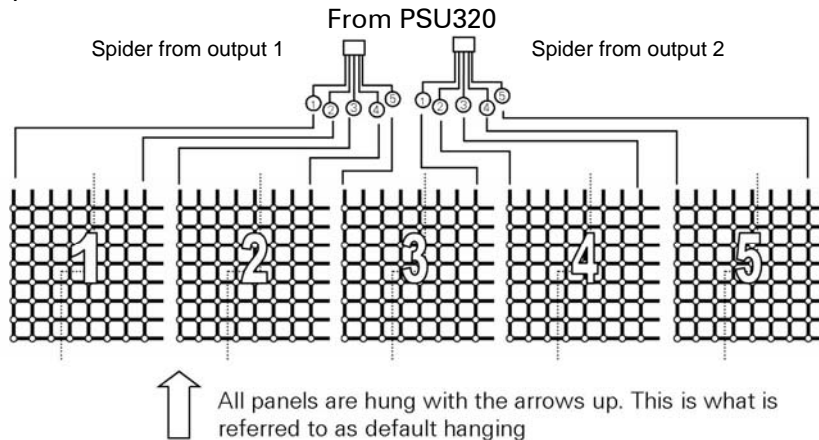 From PSU320
Spider from output 1
Spider from output 2
1 2 3 4 5
1 2 3 4 5
1 2 3 4 5
All panels are hung with the arrows up. This is what is
referred to as default hanging